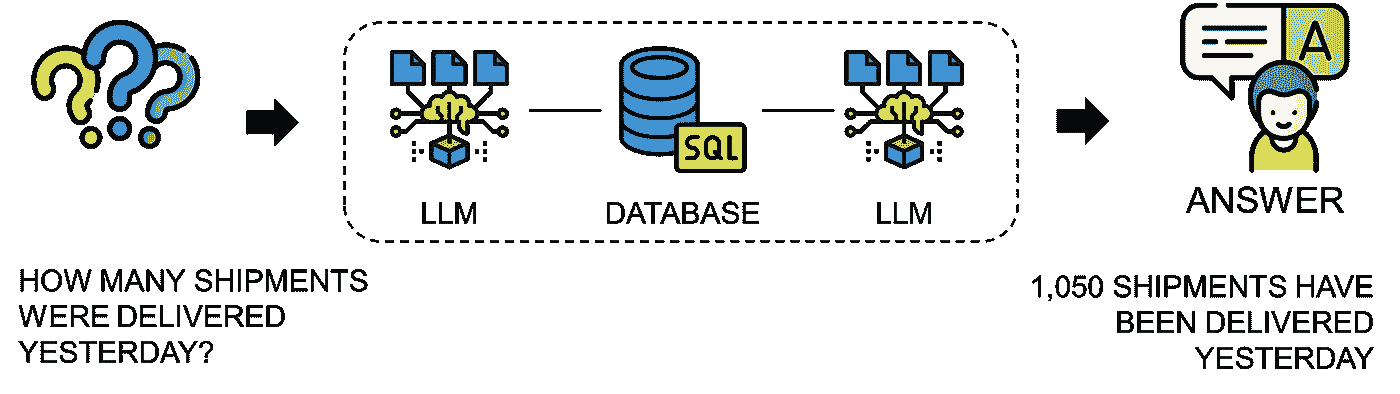 A
SQL
LLM
DATABASE
LLM
ANSWER
HOW MANY SHIPMENTS
WERE DELIVERED
YESTERDAY?
1,050 SHIPMENTS HAVE
BEEN DELIVERED
YESTERDAY